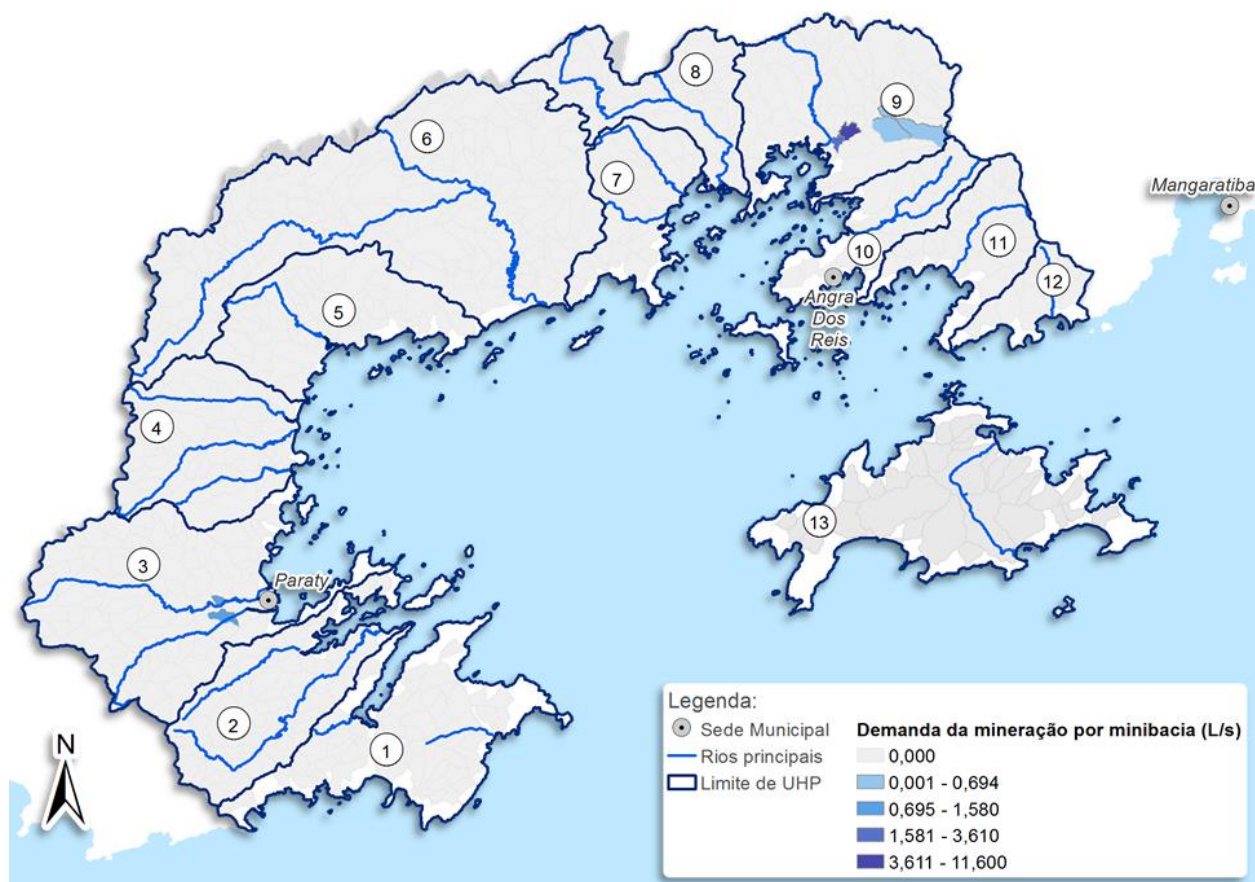 8
9
6
7
Mangaratiba
11
10
12
Angra
Dos
Reis
5
4
13
3
Paraty
2
1
N
Legenda:
Sede Municipal
Rios principais
Limite de UHP
Demanda da mineração por minibacia (L/s)
0,000
0,001 - 0,694
0,695 - 1,580
1,581 - 3,610
3,611 - 11,600